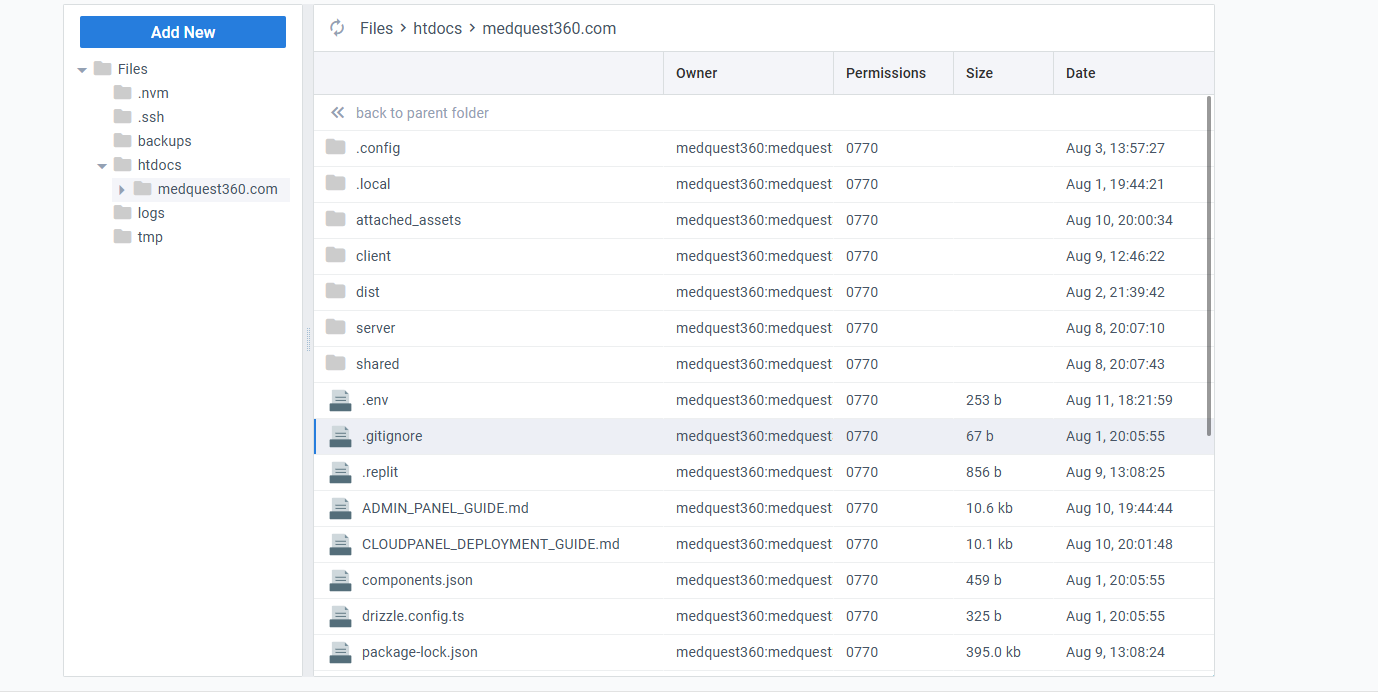 Add New
Files
.nvm
.ssh
backups
htdocs
medquest360.com
logs
tmp
Files > htdocs > medquest360.com
Owner Permissions Size Date
back to parent folder
.config medquest360:medquest 0770 Aug 3, 13:57:27
.local medquest360:medquest 0770 Aug 1, 19:44:21
attached_assets medquest360:medquest 0770 Aug 10, 20:00:34
client medquest360:medquest 0770 Aug 9, 12:46:22
dist medquest360:medquest 0770 Aug 2, 21:39:42
server medquest360:medquest 0770 Aug 8, 20:07:10
shared medquest360:medquest 0770 Aug 8, 20:07:43
.env medquest360:medquest 0770 253 b Aug 11, 18:21:59
.gitignore medquest360:medquest 0770 67 b Aug 1, 20:05:55
.replit medquest360:medquest 0770 856 b Aug 9, 13:08:25
ADMIN_PANEL_GUIDE.md medquest360:medquest 0770 10.6 kb Aug 10, 19:44:44
CLOUDPANEL_DEPLOYMENT_GUIDE.md medquest360:medquest 0770 10.1 kb Aug 10, 20:01:48
components.json medquest360:medquest 0770 459 b Aug 1, 20:05:55
drizzle.config.ts medquest360:medquest 0770 325 b Aug 1, 20:05:55
package-lock.json medquest360:medquest 0770 395.0 kb Aug 9, 13:08:24